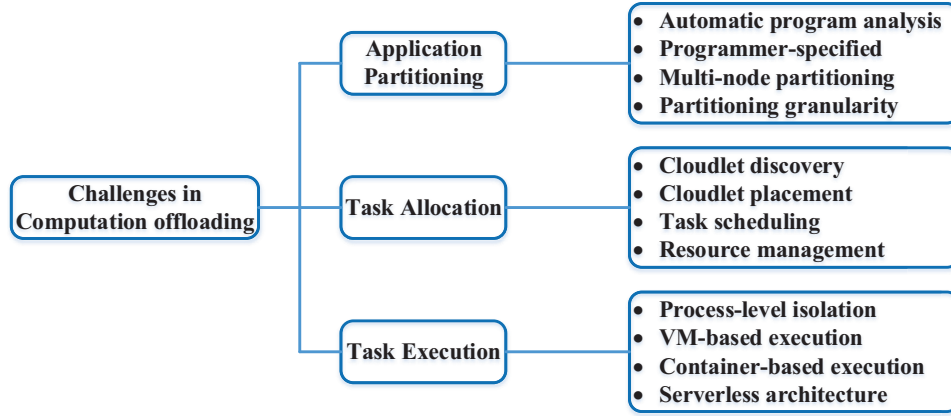 Challenges in
Computation offloading
Application
Partitioning
• Automatic program analysis
• Programmer-specified
• Multi-node partitioning
• Partitioning granularity
Task Allocation
• Cloudlet discovery
• Cloudlet placement
• Task scheduling
• Resource management
Task Execution
• Process-level isolation
• VM-based execution
• Container-based execution
• Serverless architecture